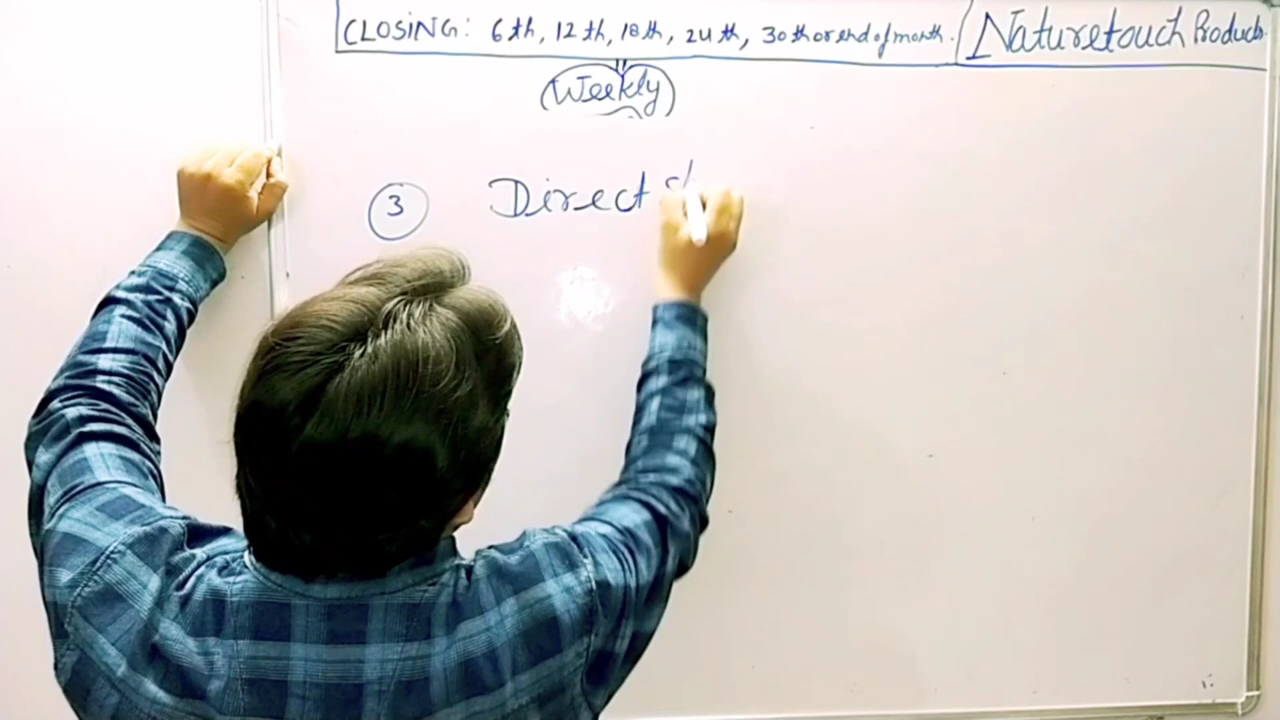 CLOSING: 6th, 12th, 18th, 24th, 30th or end of month. Naturetouch Products
(Weekly)
3 Direct